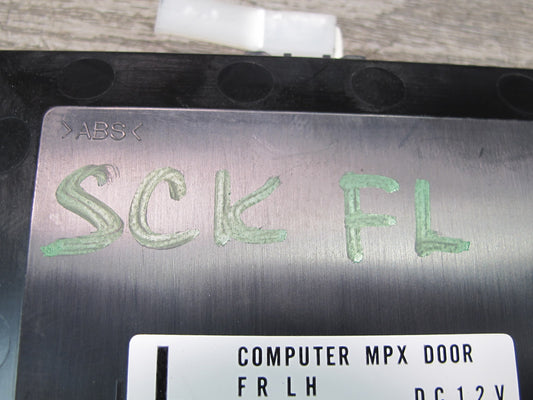 >ABS<
SCK FL
COMPUTER MPX DOOR
FR LH
DC12V